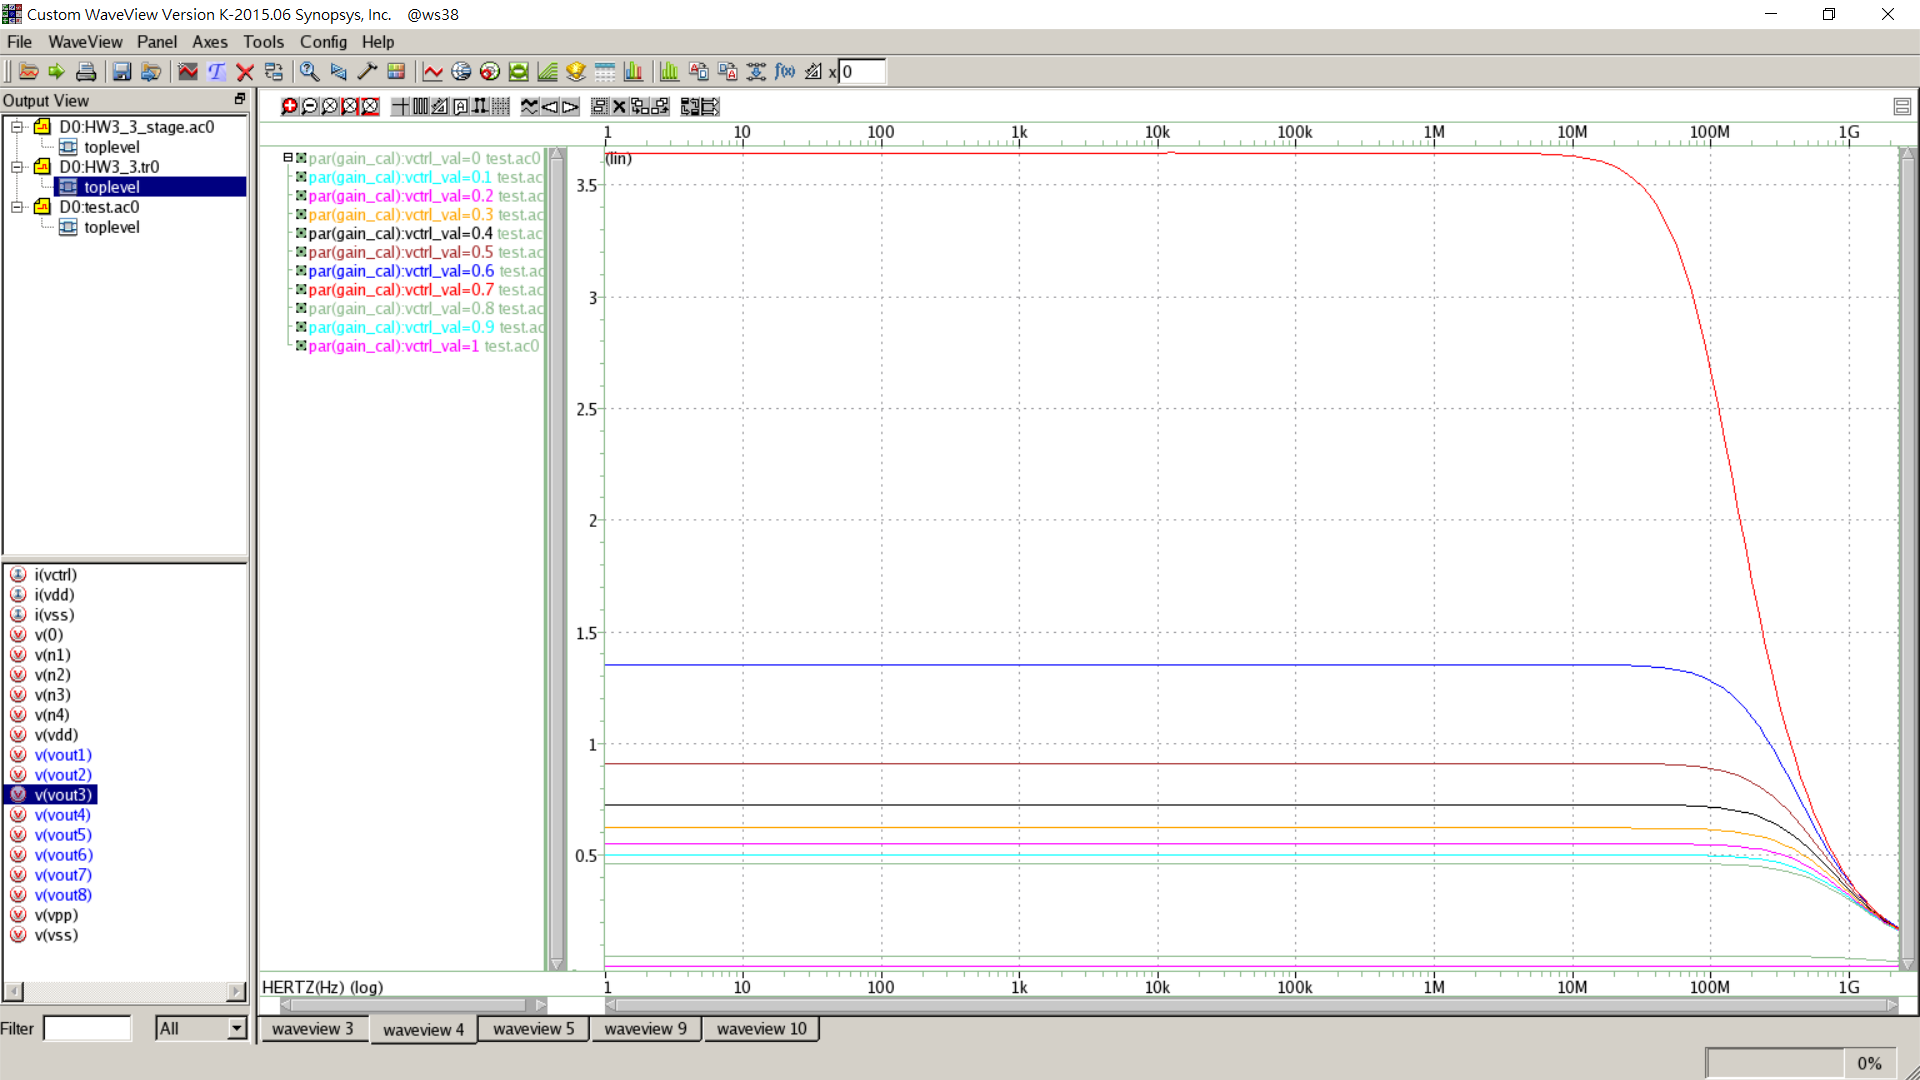 Custom WaveView Version K-2015.06 Synopsys, Inc. @ws38
File WaveView Panel Axes Tools Config Help
x 0
Output View
D0:HW3_3_stage.ac0
toplevel
D0:HW3_3.tr0
toplevel
D0:test.ac0
toplevel
i(vctrl)
i(vdd)
i(vss)
v(0)
v(n1)
v(n2)
v(n3)
v(n4)
v(vdd)
v(vout1)
v(vout2)
v(vout3)
v(vout4)
v(vout5)
v(vout6)
v(vout7)
v(vout8)
v(vpp)
v(vss)
Filter All
1 10 100 1k 10k 100k 1M 10M 100M 1G
par(gain_cal):vctrl_val=0 test.ac0
par(gain_cal):vctrl_val=0.1 test.ac
par(gain_cal):vctrl_val=0.2 test.ac
par(gain_cal):vctrl_val=0.3 test.ac
par(gain_cal):vctrl_val=0.4 test.ac
par(gain_cal):vctrl_val=0.5 test.ac
par(gain_cal):vctrl_val=0.6 test.ac
par(gain_cal):vctrl_val=0.7 test.ac
par(gain_cal):vctrl_val=0.8 test.ac
par(gain_cal):vctrl_val=0.9 test.ac
par(gain_cal):vctrl_val=1 test.ac0
(lin)
3.5
3
2.5
2
1.5
1
0.5
HERTZ(Hz) (log)
1 10 100 1k 10k 100k 1M 10M 100M 1G
waveview 3 waveview 4 waveview 5 waveview 9 waveview 10
0%